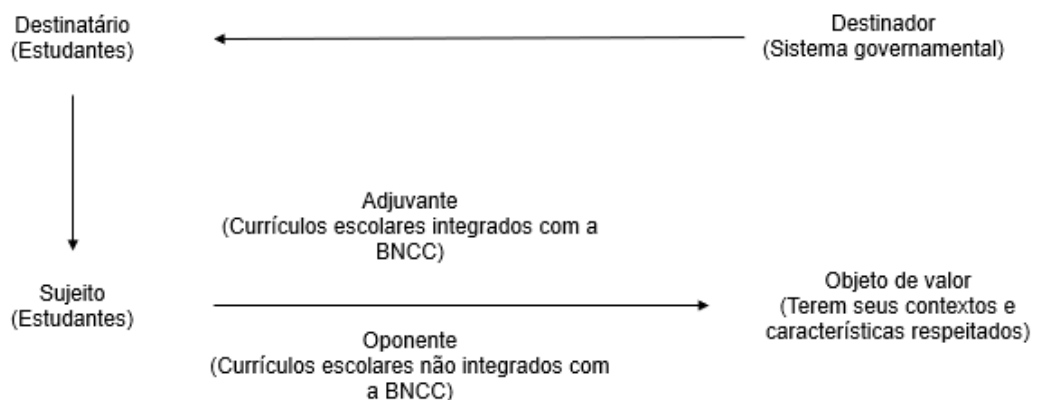 Destinatário
(Estudantes)
Destinador
(Sistema governamental)
Adjuvante
(Currículos escolares integrados com a
BNCC)
Sujeito
(Estudantes)
Objeto de valor
(Terem seus contextos e
características respeitados)
Oponente
(Currículos escolares não integrados com
a BNCC)